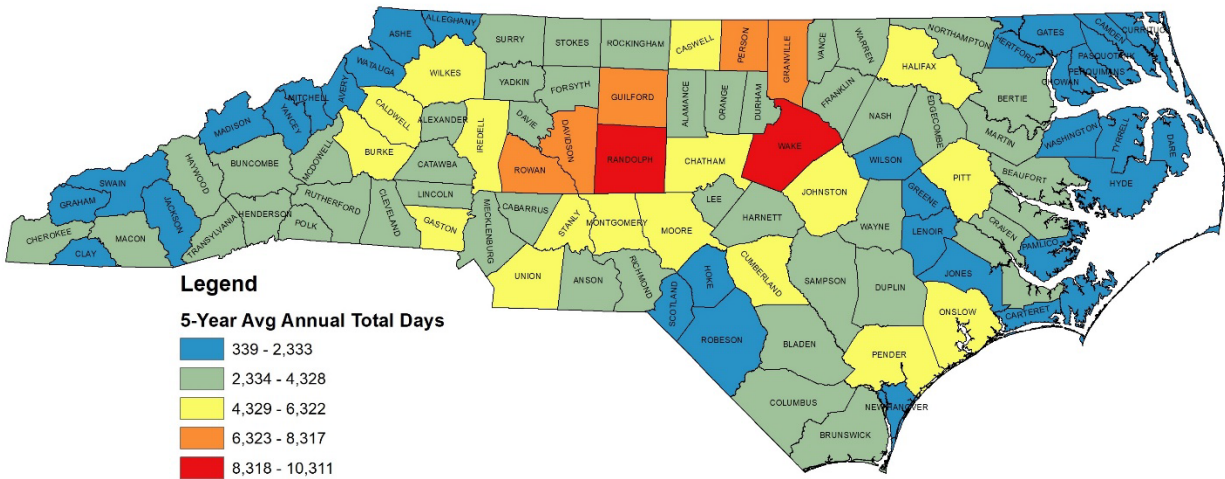 ALLEGHANY
ASHE
SURRY
STOKES
ROCKINGHAM
CASWELL
PERSON
GRANVILLE
VANCE
WARREN
NORTHAMPTON
HERTFORD
GATES
CAMDEN
CURRITUCK
PASQUOTANK
PERQUIMANS
CHOWAN
WATAUGA
WILKES
YADKIN
FORSYTH
GUILFORD
ALAMANCE
ORANGE
DURHAM
FRANKLIN
HALIFAX
BERTIE
AVERY
MITCHELL
YANCEY
MADISON
CALDWELL
ALEXANDER
IREDELL
DAVIE
DAVIDSON
RANDOLPH
CHATHAM
WAKE
NASH
EDGECOMBE
MARTIN
WASHINGTON
TYRRELL
DARE
HAYWOOD
BUNCOMBE
MCDOWELL
BURKE
CATAWBA
ROWAN
WILSON
PITT
BEAUFORT
HYDE
SWAIN
GRAHAM
JACKSON
RUTHERFORD
CLEVELAND
LINCOLN
CABARRUS
STANLY
MONTGOMERY
MOORE
LEE
HARNETT
JOHNSTON
WAYNE
GREENE
LENOIR
CRAVEN
PAMLICO
CHEROKEE
CLAY
MACON
TRANSYLVANIA
HENDERSON
POLK
GASTON
MECKLENBURG
UNION
ANSON
RICHMOND
SCOTLAND
HOKE
CUMBERLAND
SAMPSON
DUPLIN
JONES
CARTERET
ONSLOW
ROBESON
BLADEN
PENDER
COLUMBUS
NEW HANOVER
BRUNSWICK
Legend
5-Year Avg Annual Total Days
339 - 2,333
2,334 - 4,328
4,329 - 6,322
6,323 - 8,317
8,318 - 10,311